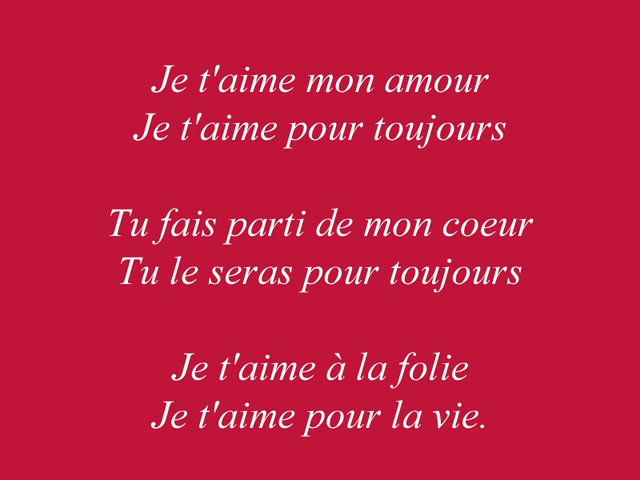 Je t'aime mon amour
Je t'aime pour toujours
Tu fais parti de mon coeur
Tu le seras pour toujours
Je t'aime à la folie
Je t'aime pour la vie.